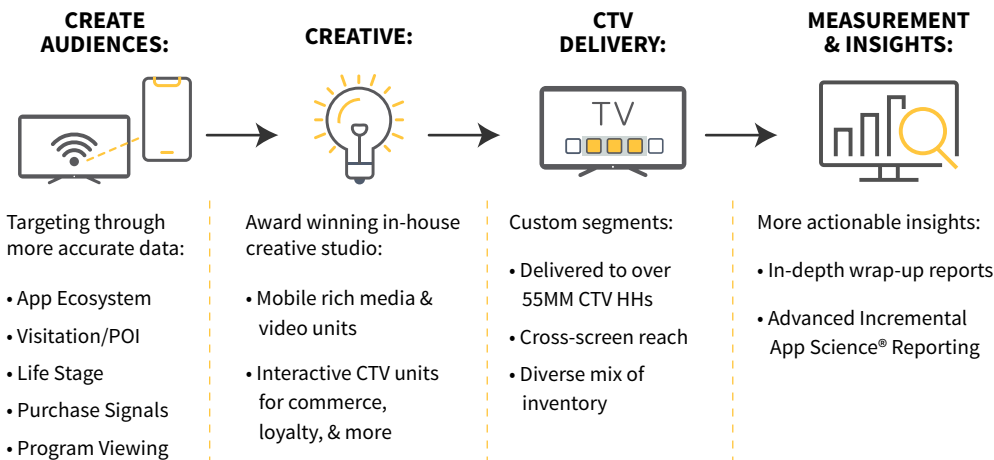 CREATE
AUDIENCES:
Targeting through
more accurate data:
• App Ecosystem
• Visitation/POI
• Life Stage
• Purchase Signals
• Program Viewing
CREATIVE:
Award winning in-house
creative studio:
• Mobile rich media &
video units
• Interactive CTV units
for commerce,
loyalty, & more
CTV
DELIVERY:
TV
Custom segments:
• Delivered to over
55MM CTV HHs
• Cross-screen reach
• Diverse mix of
inventory
MEASUREMENT
& INSIGHTS:
More actionable insights:
• In-depth wrap-up reports
• Advanced Incremental
App Science® Reporting